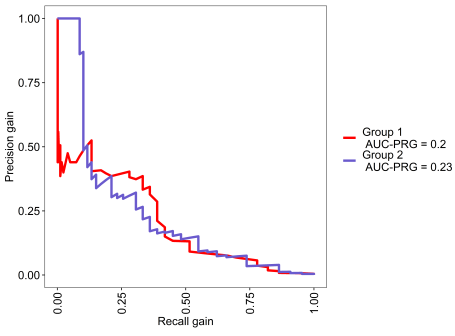 1.00
0.75
0.50
0.25
0.00
Precision gain
0.00
0.25
0.50
0.75
1.00
Recall gain
Group 1
AUC-PRG = 0.2
Group 2
AUC-PRG = 0.23